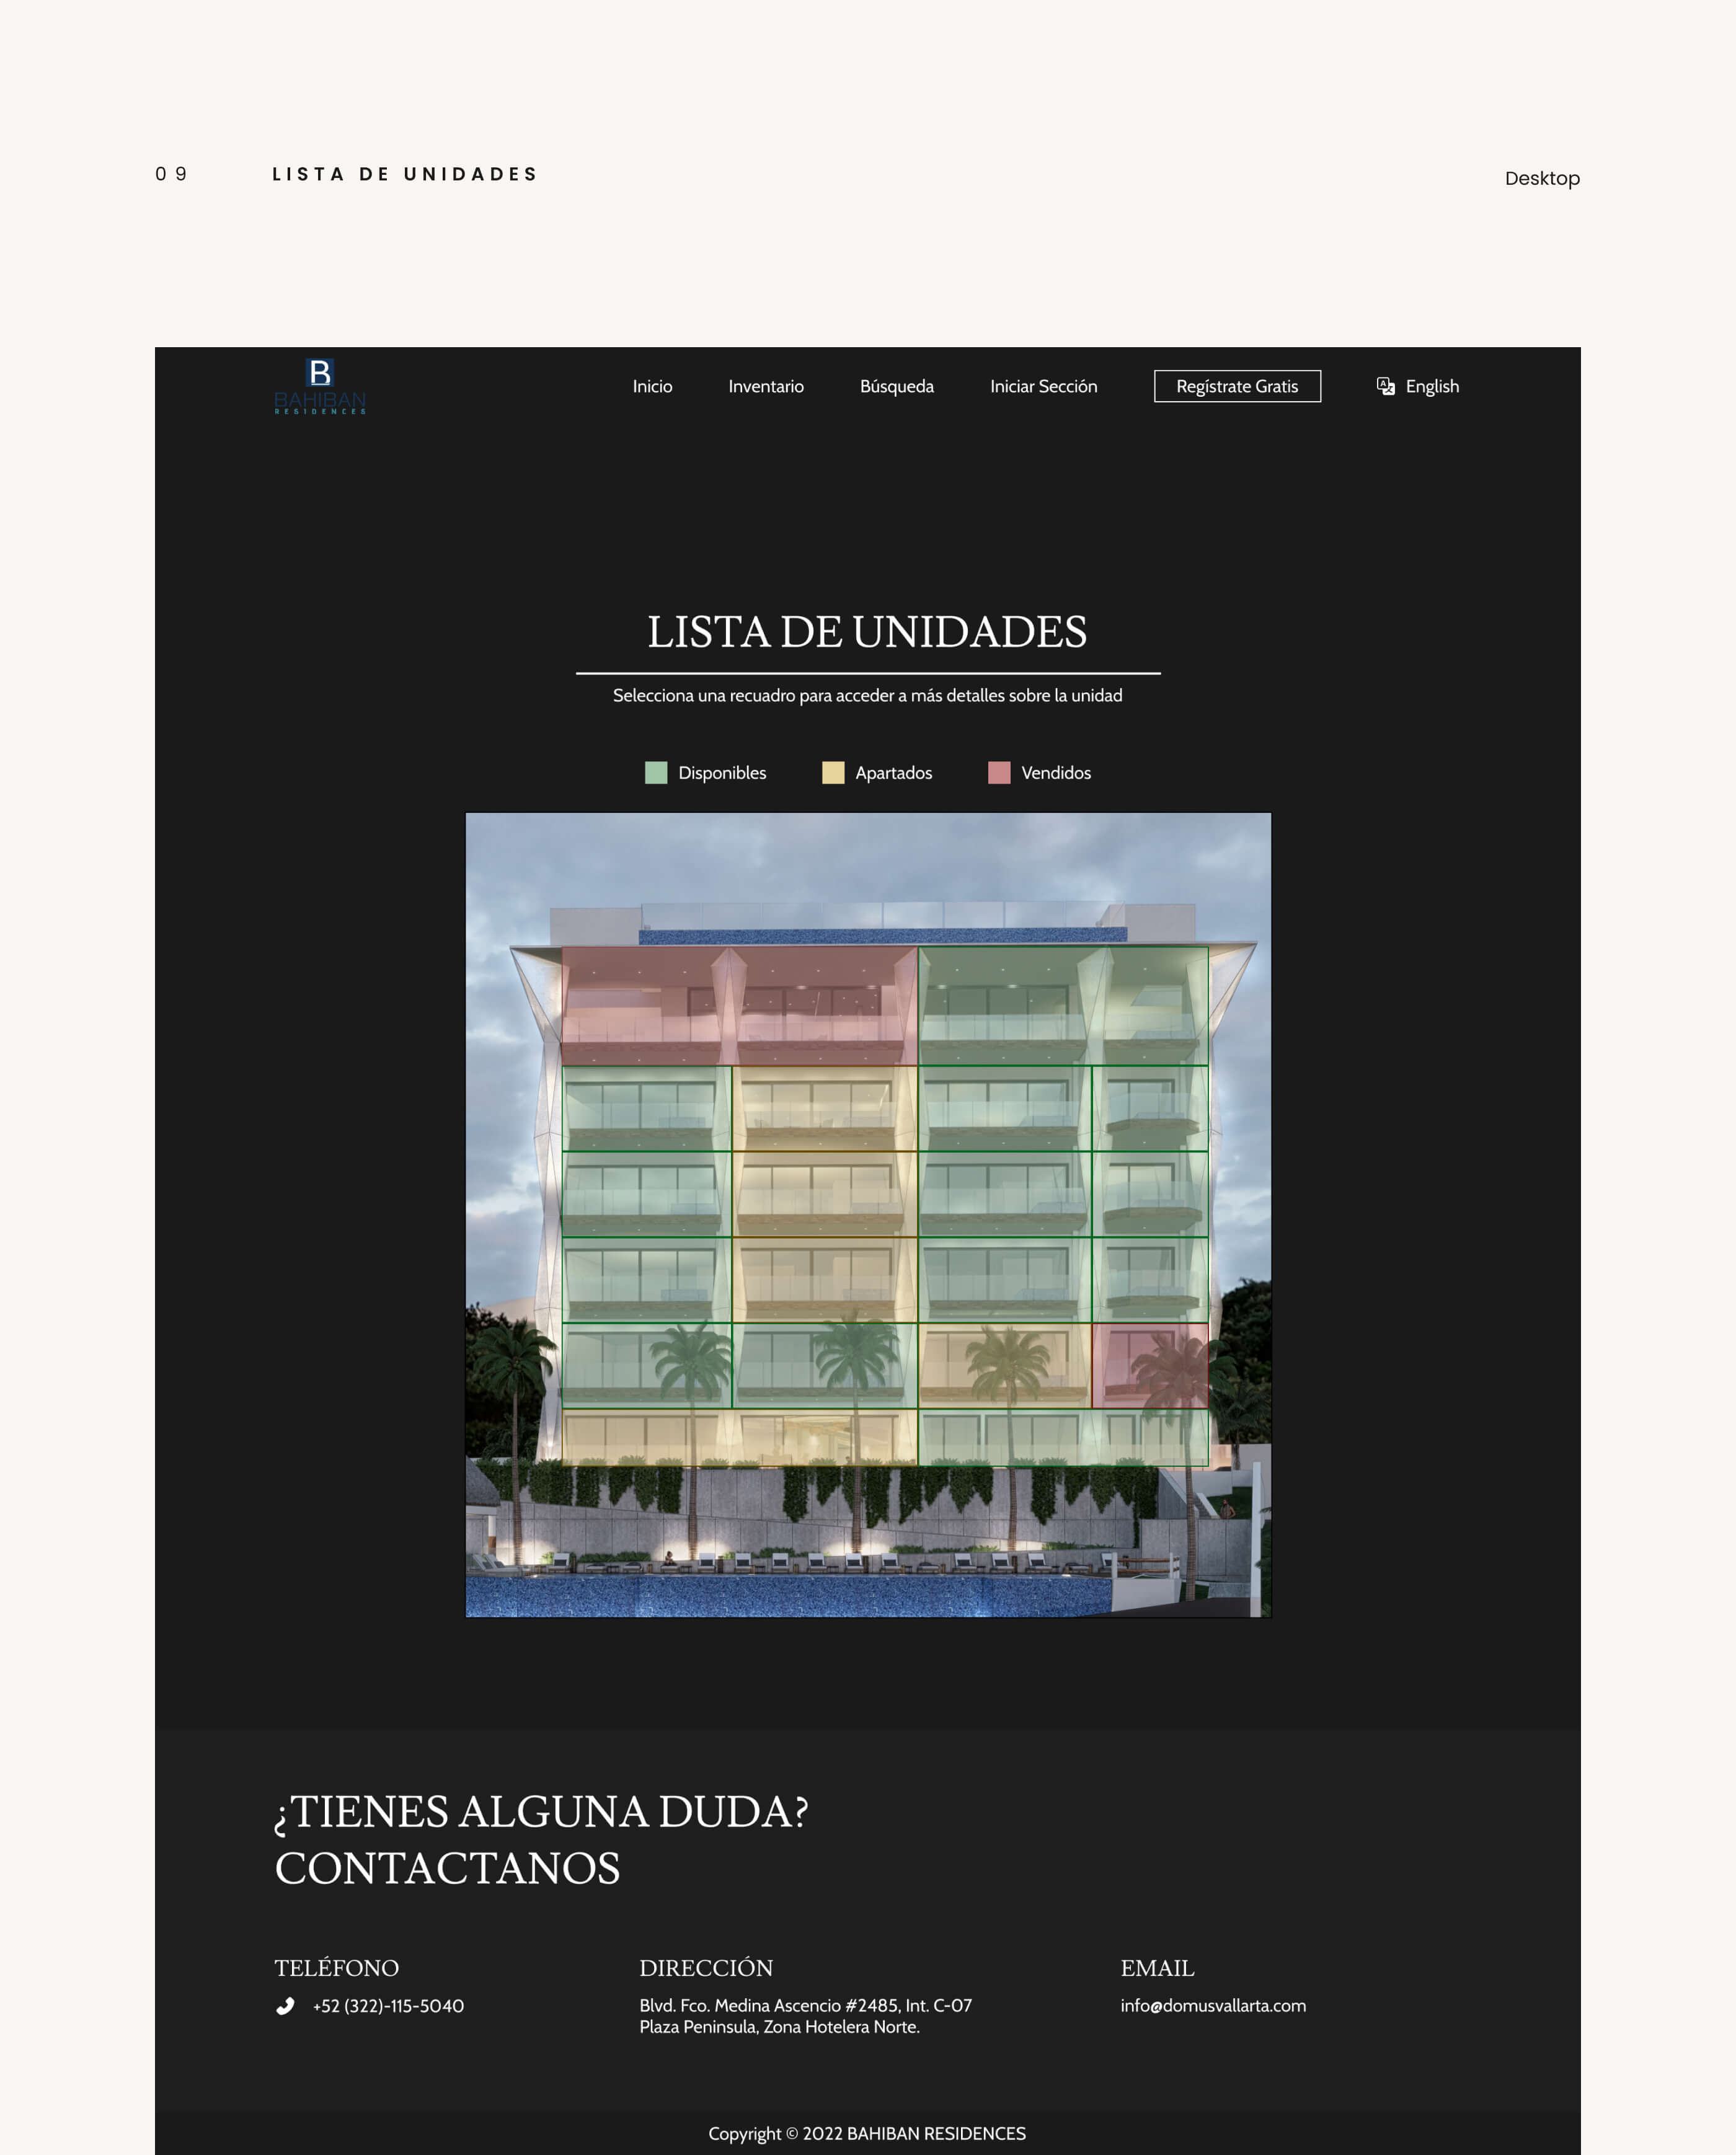 09
LISTA DE UNIDADES
Desktop
B
BAHIBAN
RESIDENCES
Inicio
Inventario
Búsqueda
Iniciar Sección
Regístrate Gratis
English
LISTA DE UNIDADES
Selecciona una recuadro para acceder a más detalles sobre la unidad
Disponibles
Apartados
Vendidos
¿TIENES ALGUNA DUDA?
CONTACTANOS
TELÉFONO
+52 (322)-115-5040
DIRECCIÓN
Blvd. Fco. Medina Ascencio #2485, Int. C-07
Plaza Peninsula, Zona Hotelera Norte.
EMAIL
info@domusvallarta.com
Copyright © 2022 BAHIBAN RESIDENCES